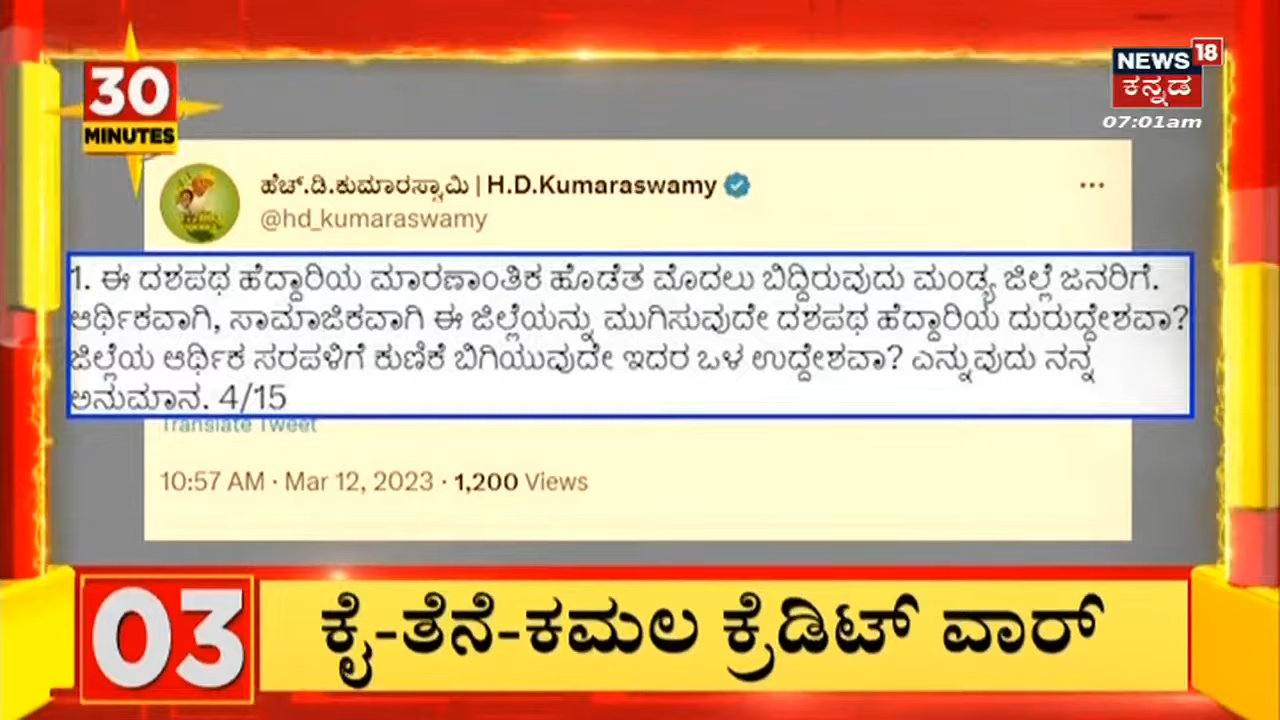 30
MINUTES
NEWS 18
ಕನ್ನಡ
07:01am
ಹೆಚ್.ಡಿ.ಕುಮಾರಸ್ವಾಮಿ | H.D.Kumaraswamy
@hd_kumaraswamy
1. ಈ ದಶಪಥ ಹೆದ್ದಾರಿಯ ಮಾರಣಾಂತಿಕ ಹೊಡೆತ ಮೊದಲು ಬಿದ್ದಿರುವುದು ಮಂಡ್ಯ ಜಿಲ್ಲೆ ಜನರಿಗೆ.
ಆರ್ಥಿಕವಾಗಿ, ಸಾಮಾಜಿಕವಾಗಿ ಈ ಜಿಲ್ಲೆಯನ್ನು ಮುಗಿಸುವುದೇ ದಶಪಥ ಹೆದ್ದಾರಿಯ ದುರುದ್ದೇಶವಾ?
ಜಿಲ್ಲೆಯ ಆರ್ಥಿಕ ಸರಪಳಿಗೆ ಕುಣಿಕೆ ಬಿಗಿಯುವುದೇ ಇದರ ಒಳ ಉದ್ದೇಶವಾ? ಎನ್ನುವುದು ನನ್ನ
ಅನುಮಾನ. 4/15
Translate Tweet
10:57 AM · Mar 12, 2023 · 1,200 Views
03
ಕೈ-ತೆನೆ-ಕಮಲ ಕ್ರೆಡಿಟ್ ವಾರ್